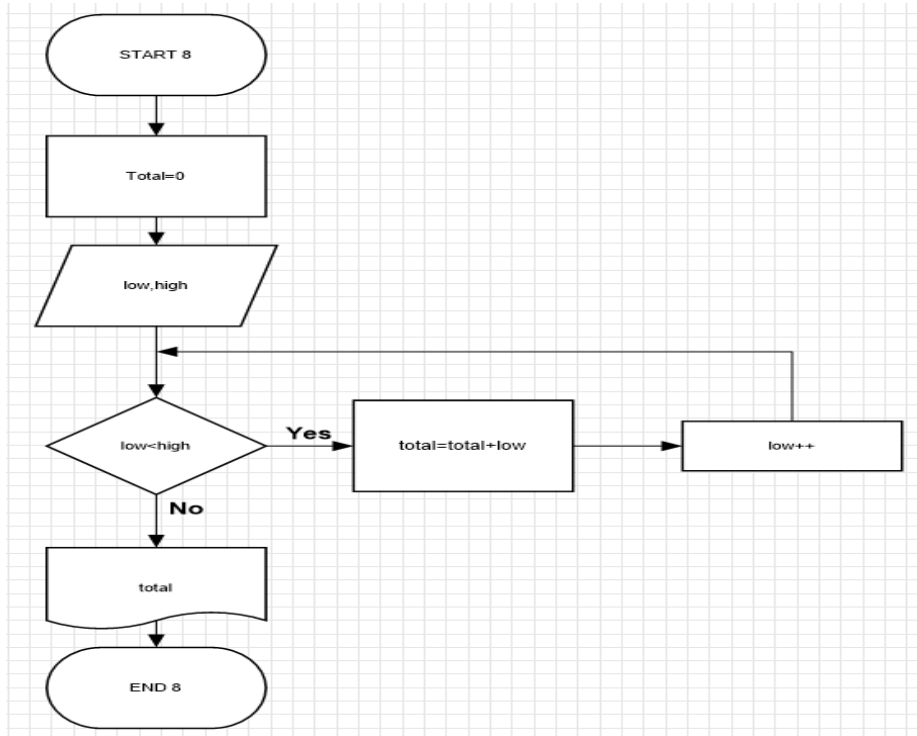 START 8
Total=0
low,high
low<high
Yes
total=total+low
low++
No
total
END 8